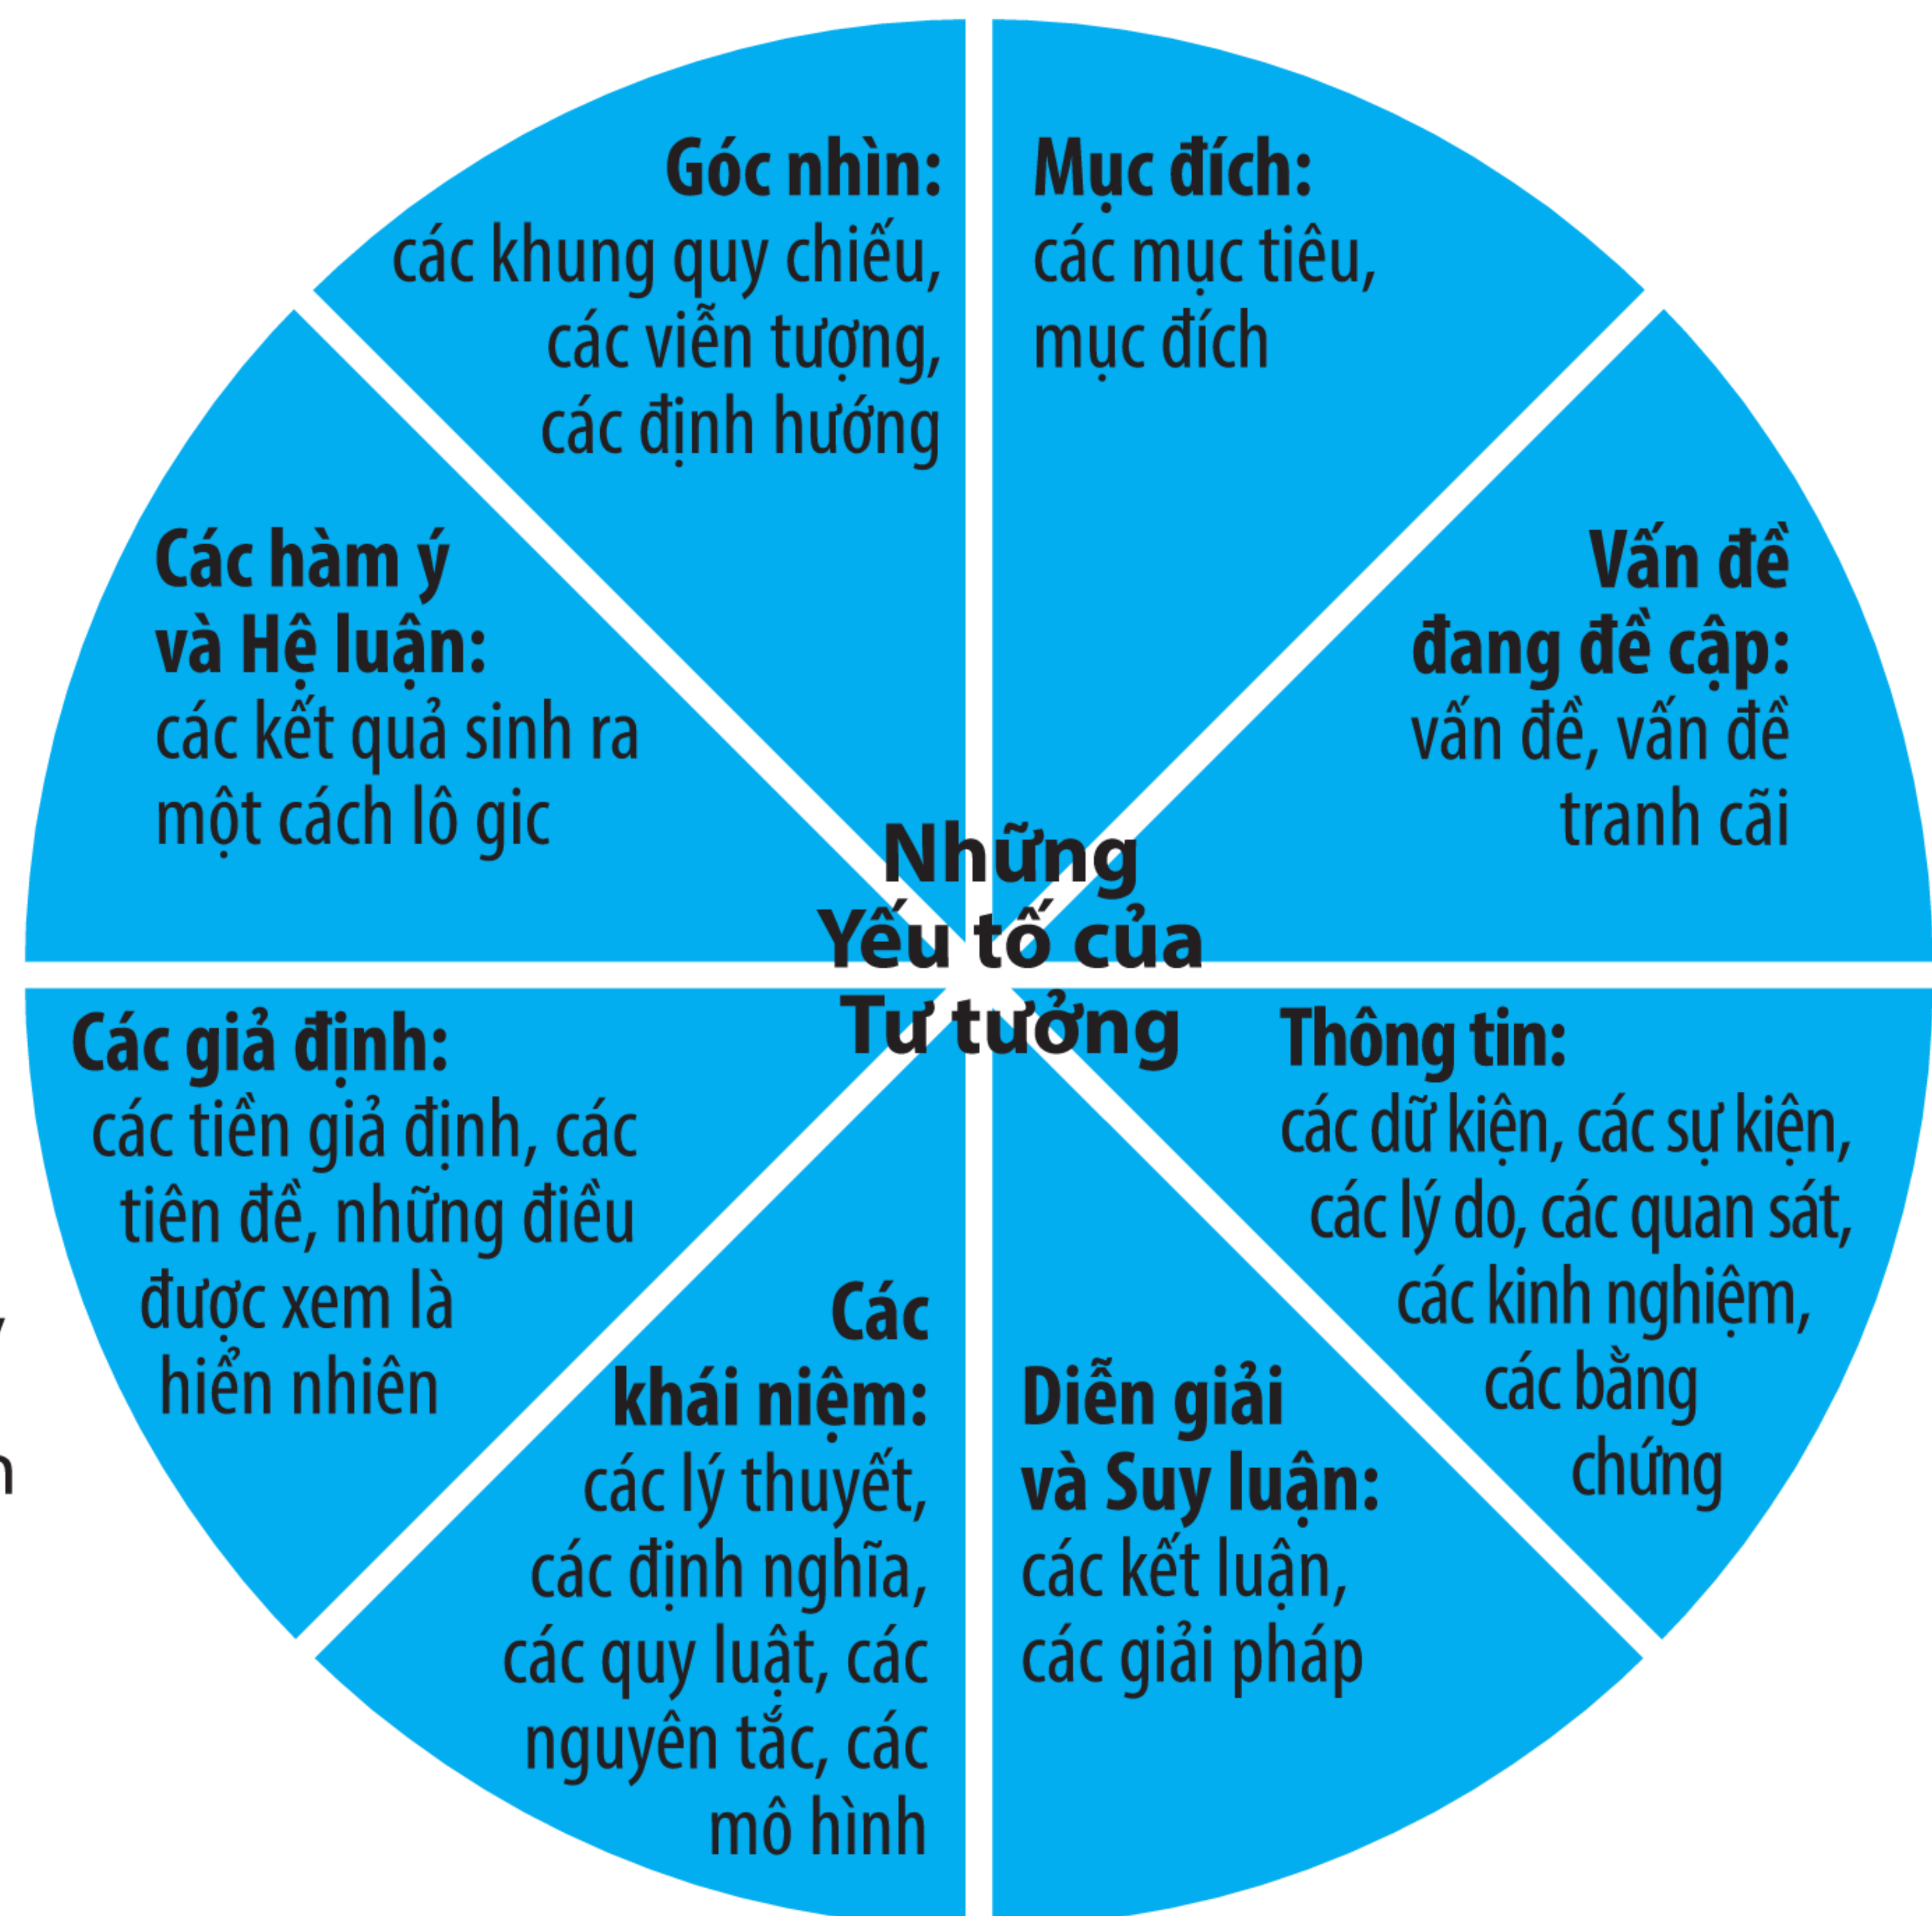 Góc nhìn:
các khung quy chiếu,
các viễn tượng,
các định hướng
Mục đích:
các mục tiêu,
mục đích
Vấn đề
đang đề cập:
vấn đề, vấn đề
tranh cãi
Các hàm ý
và Hệ luận:
các kết quả sinh ra
một cách lô gic
Những
Yếu tố của
Tư tưởng
Thông tin:
các dữ kiện, các sự kiện,
các lý do, các quan sát,
các kinh nghiệm,
các bằng
chứng
Diễn giải
và Suy luận:
các kết luận,
các giải pháp
Các
khái niệm:
các lý thuyết,
các định nghĩa,
các quy luật, các
nguyên tắc, các
mô hình
Các giả định:
các tiền giả định, các
tiên đề, những điều
được xem là
hiển nhiên